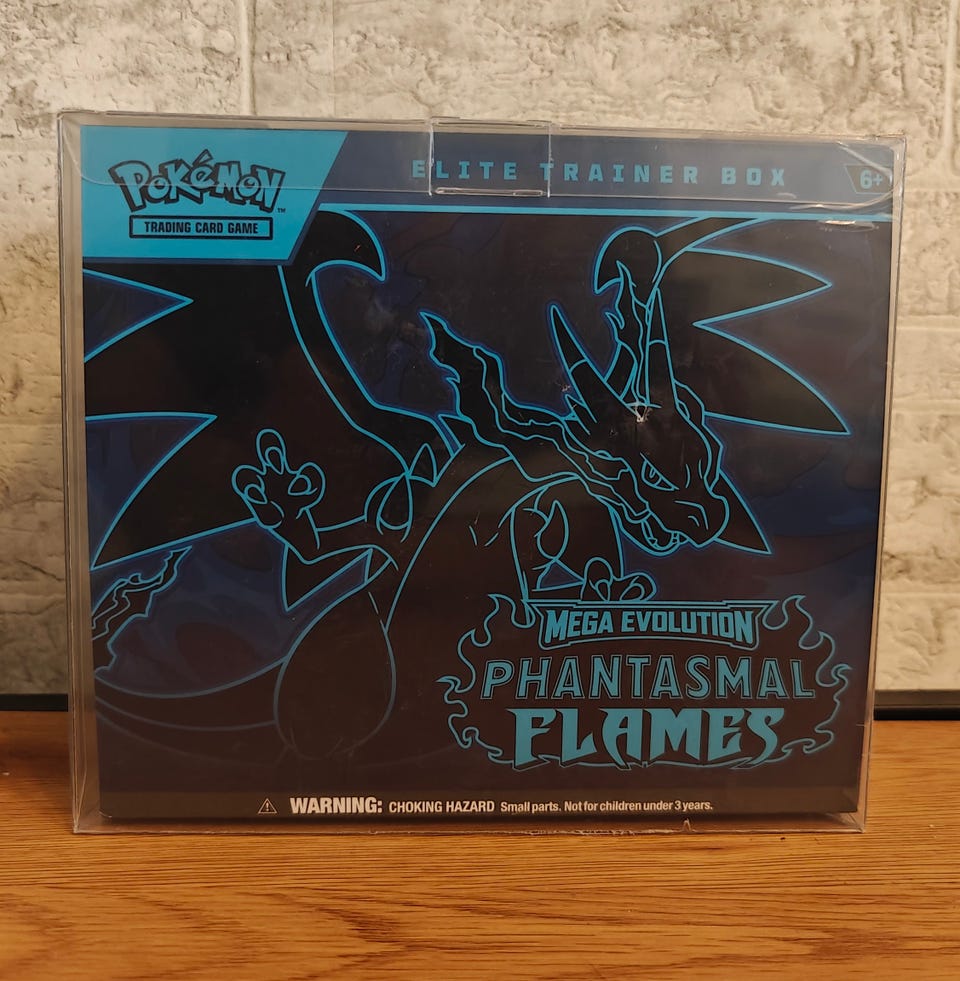 POKéMON™
TRADING CARD GAME
ELITE TRAINER BOX
6+
MEGA EVOLUTION
PHANTASMAL
FLAMES
WARNING: CHOKING HAZARD Small parts. Not for children under 3 years.